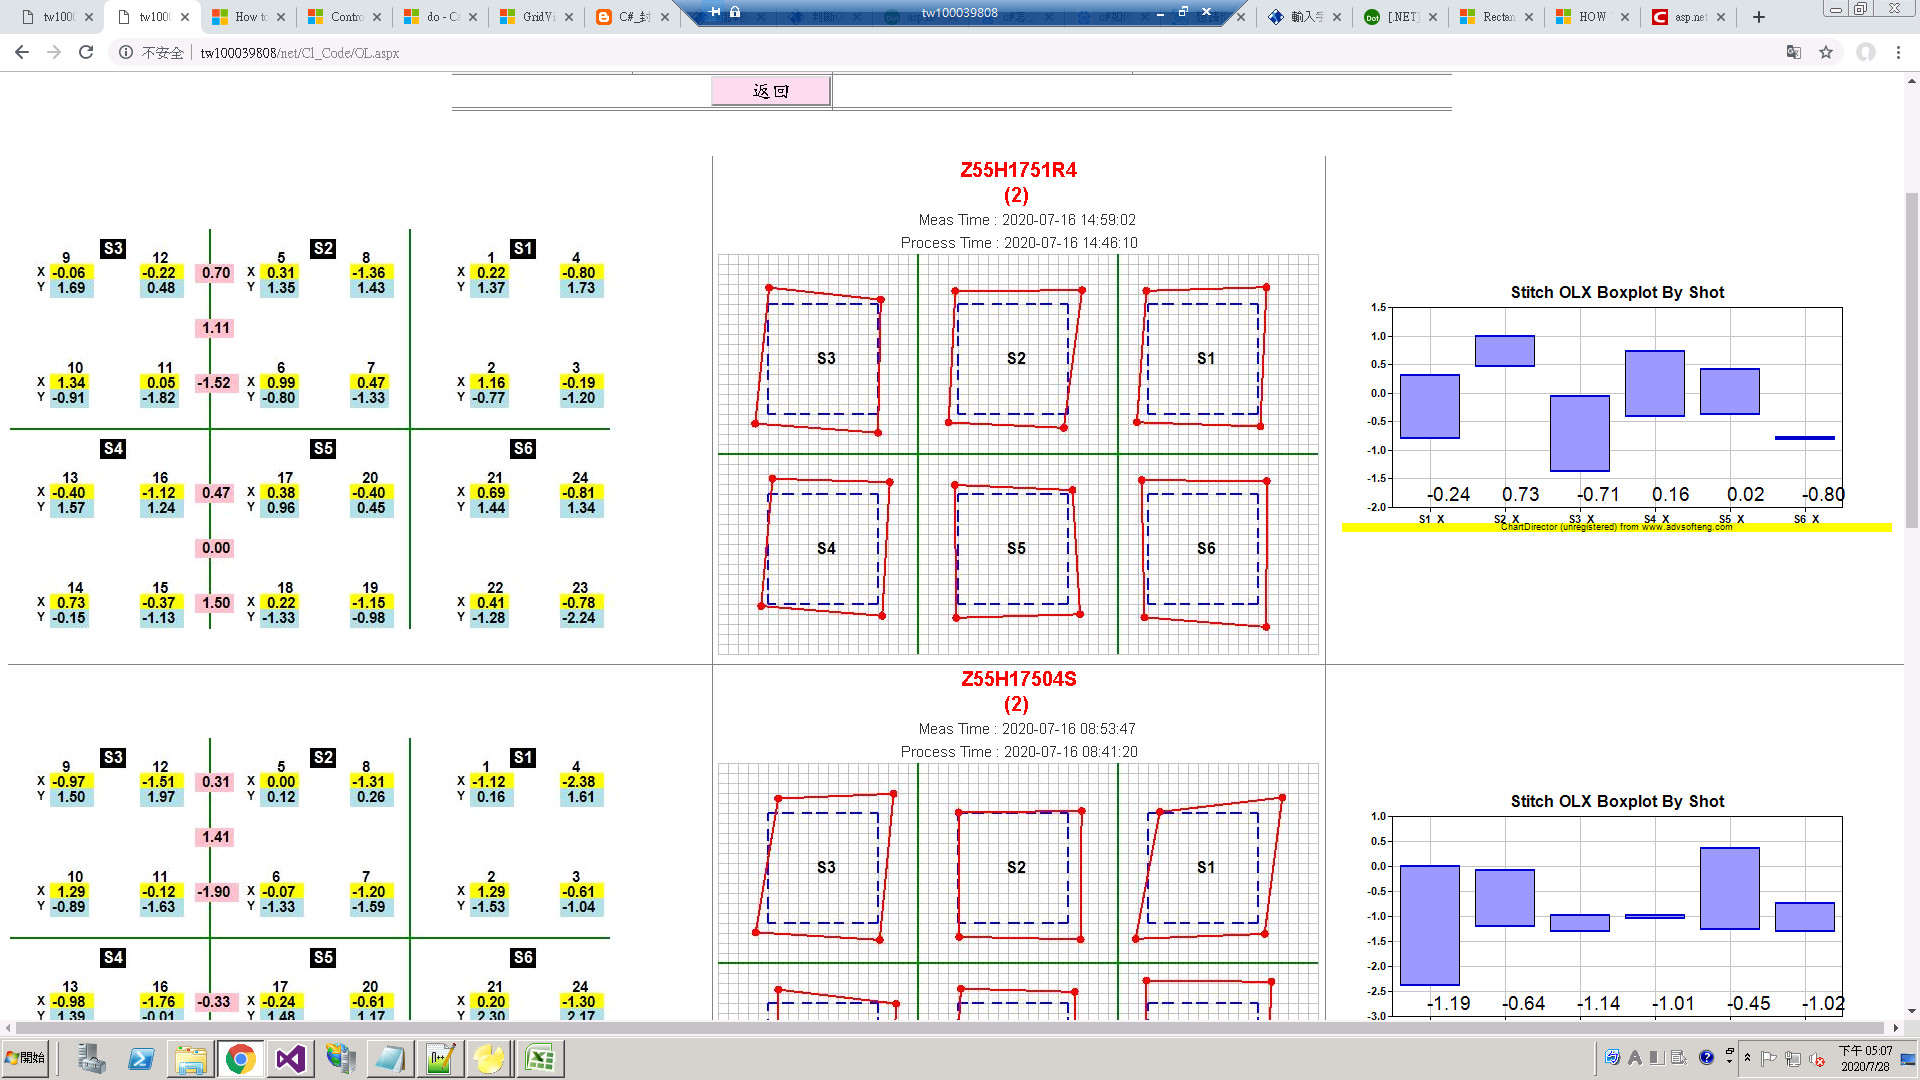 tw100
tw100
How to
Contro
do - C#
GridVi
C#_封
tw100039808
輸入字
[.NET]
Rectan
HOW
asp.ne
不安全
tw100039808/net/Cl_Code/OL.aspx
返回
Z55H1751R4
(2)
Meas Time : 2020-07-16 14:59:02
Process Time : 2020-07-16 14:46:10
S3 S2 S1
9 12 5 8 1 4
X -0.06 -0.22 0.70 X 0.31 -1.36 X 0.22 -0.80
Y 1.69 0.48 Y 1.35 1.43 Y 1.37 1.73
1.11
10 11 6 7 2 3
X 1.34 0.05 -1.52 X 0.99 0.47 X 1.16 -0.19
Y -0.91 -1.82 Y -0.80 -1.33 Y -0.77 -1.20
S4 S5 S6
13 16 17 20 21 24
X -0.40 -1.12 0.47 X 0.38 -0.40 X 0.69 -0.81
Y 1.57 1.24 Y 0.96 0.45 Y 1.44 1.34
0.00
14 15 18 19 22 23
X 0.73 -0.37 1.50 X 0.22 -1.15 X 0.41 -0.78
Y -0.15 -1.13 Y -1.33 -0.98 Y -1.28 -2.24
S3 S2 S1
S4 S5 S6
Stitch OLX Boxplot By Shot
1.5
1.0
0.5
0.0
-0.5
-1.0
-1.5
-2.0
-0.24 0.73 -0.71 0.16 0.02 -0.80
S1_X S2_X S3_X S4_X S5_X S6_X
ChartDirector (unregistered) from www.advsofteng.com
Z55H17504S
(2)
Meas Time : 2020-07-16 08:53:47
Process Time : 2020-07-16 08:41:20
S3 S2 S1
9 12 5 8 1 4
X -0.97 -1.51 0.31 X 0.00 -1.31 X -1.12 -2.38
Y 1.50 1.97 Y 0.12 0.26 Y 0.16 1.61
1.41
10 11 6 7 2 3
X 1.29 -0.12 -1.90 X -0.07 -1.20 X 1.29 -0.61
Y -0.89 -1.63 Y -1.33 -1.59 Y -1.53 -1.04
S4 S5 S6
13 16 17 20 21 24
X -0.98 -1.76 -0.33 X -0.24 -0.61 X 0.20 -1.30
Y 1.39 -0.01 Y 1.48 1.17 Y 2.30 2.17
S3 S2 S1
Stitch OLX Boxplot By Shot
1.0
0.5
0.0
-0.5
-1.0
-1.5
-2.0
-2.5
-3.0
-1.19 -0.64 -1.14 -1.01 -0.45 -1.02
開始
下午 05:07
2020/7/28